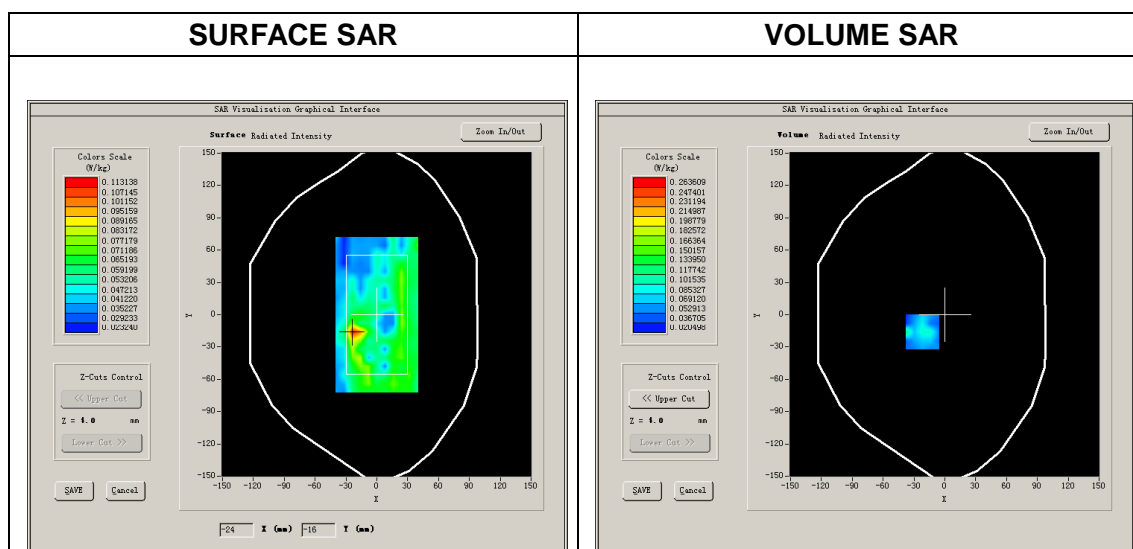 SURFACE SAR
VOLUME SAR
SAR Visualisation Graphical Interface
Surface Radiated Intensity
Zoom In/Out
Colors Scale
(W/kg)
0.113138
0.107145
0.101152
0.095159
0.089165
0.083172
0.077179
0.071186
0.065193
0.059199
0.053206
0.047213
0.041220
0.035227
0.029233
0.023240
150
120
90
60
30
0
-30
-60
-90
-120
-150
Y
-150 -120 -90 -60 -30 0 30 60 90 120 150
X
Z-Cuts Control
<< Upper Cut
Z = 4.0 mm
Lower Cut >>
SAVE Cancel
-24 X (mm) -16 Y (mm)
SAR Visualisation Graphical Interface
Volume Radiated Intensity
Zoom In/Out
Colors Scale
(W/kg)
0.263609
0.247401
0.231194
0.214987
0.198779
0.182572
0.166364
0.150157
0.133950
0.117742
0.101535
0.085327
0.069120
0.052913
0.036705
0.020498
150
120
90
60
30
0
-30
-60
-90
-120
-150
Y
-150 -120 -90 -60 -30 0 30 60 90 120 150
X
Z-Cuts Control
<< Upper Cut
Z = 4.0 mm
Lower Cut >>
SAVE Cancel